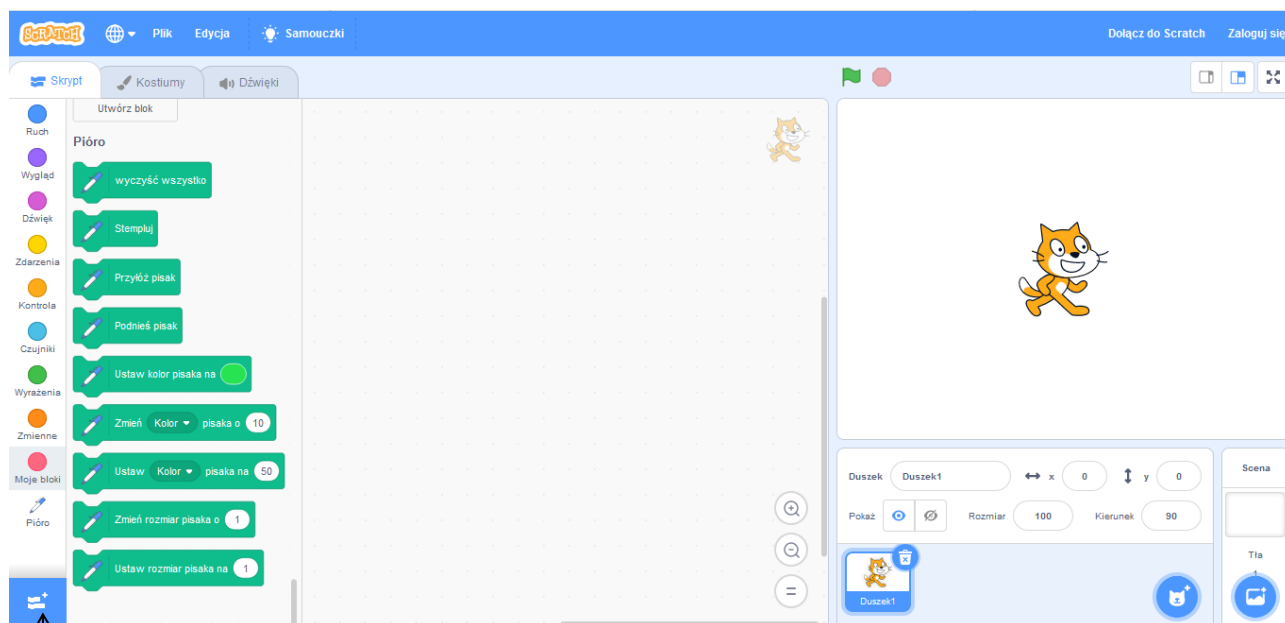 SCRATCH Plik Edycja Samouczki Dołącz do Scratch Zaloguj się
Skrypt Kostiumy Dźwięki
Ruch
Wygląd
Dźwięk
Zdarzenia
Kontrola
Czujniki
Wyrażenia
Zmienne
Moje bloki
Pióro
Utwórz blok
Pióro
wyczyść wszystko
Stempluj
Przyłóż pisak
Podnieś pisak
Ustaw kolor pisaka na
Zmień Kolor pisaka o 10
Ustaw Kolor pisaka na 50
Zmień rozmiar pisaka o 1
Ustaw rozmiar pisaka na 1
Duszek Duszek1 x 0 y 0
Pokaż Rozmiar 100 Kierunek 90
Duszek1
Scena
Tła
1